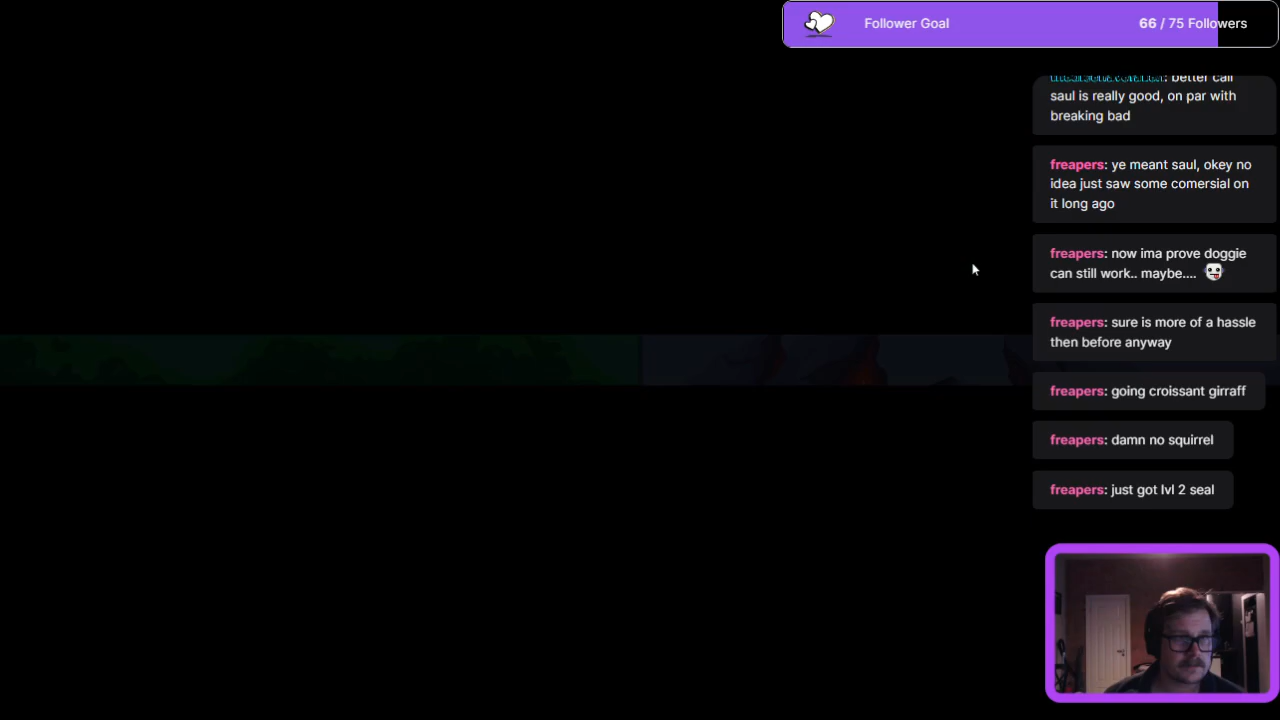 Follower Goal
66 / 75 Followers
: better call
saul is really good, on par with
breaking bad
freapers: ye meant saul, okey no
idea just saw some comersial on
it long ago
freapers: now ima prove doggie
can still work.. maybe....
freapers: sure is more of a hassle
then before anyway
freapers: going croissant girraff
freapers: damn no squirrel
freapers: just got lvl 2 seal